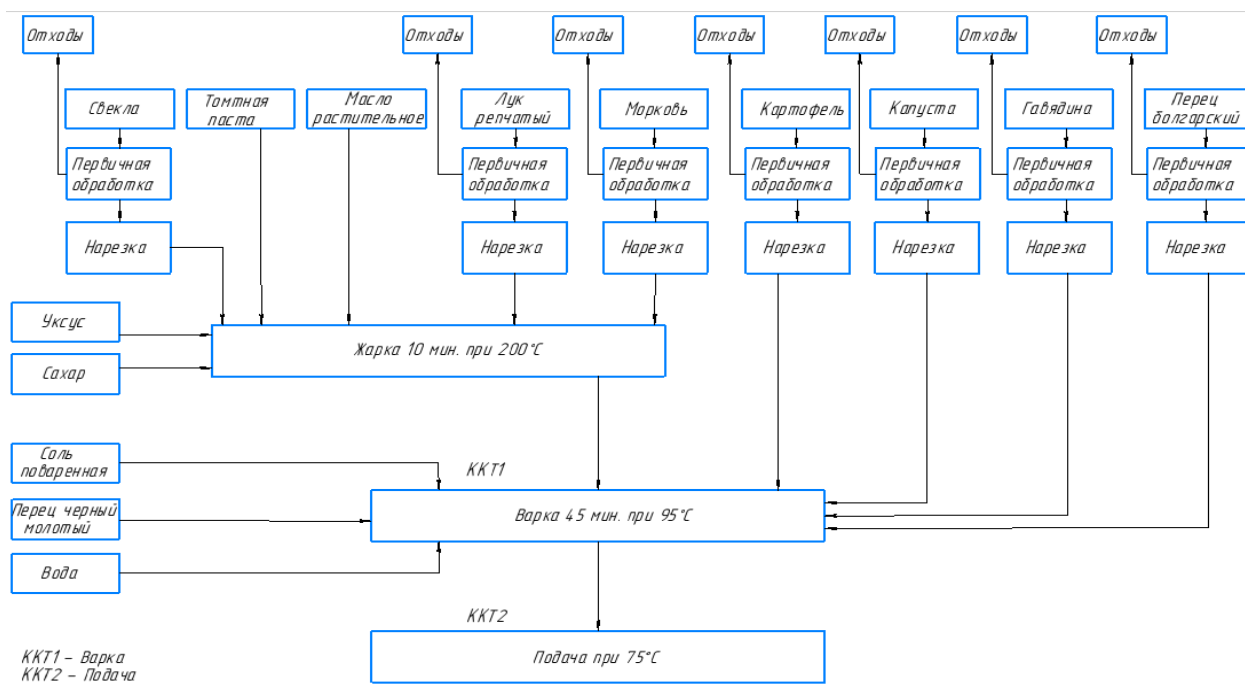 Отходы
Отходы
Отходы
Отходы
Отходы
Отходы
Отходы
Свекла
Томтная
паста
Масло
растительное
Лук
репчатый
Морковь
Картофель
Капуста
Гавядина
Перец
болгарский
Первичная
обработка
Первичная
обработка
Первичная
обработка
Первичная
обработка
Первичная
обработка
Первичная
обработка
Первичная
обработка
Нарезка
Нарезка
Нарезка
Нарезка
Нарезка
Нарезка
Нарезка
Уксус
Жарка 10 мин. при 200°C
Сахар
Соль
поваренная
ККТ1
Перец черный
молотый
Варка 45 мин. при 95°C
Вода
ККТ2
Подача при 75°C
ККТ1 – Варка
ККТ2 – Подача